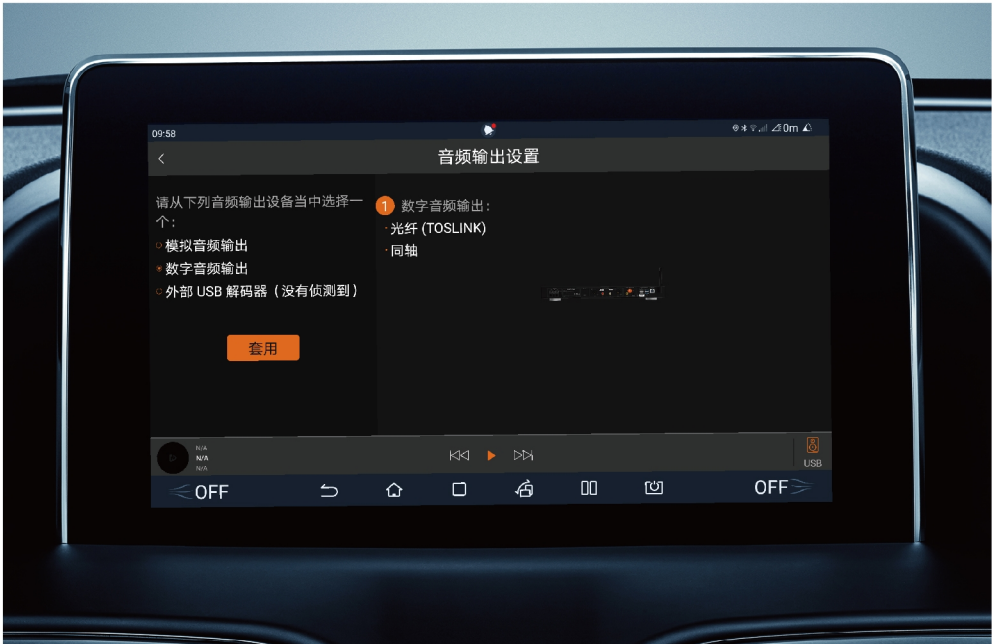 09:58
0m
音频输出设置
请从下列音频输出设备当中选择一
个：
模拟音频输出
数字音频输出
外部 USB 解码器（没有侦测到）
套用
1 数字音频输出：
·光纤 (TOSLINK)
·同轴
N/A
N/A
N/A
USB
OFF
OFF